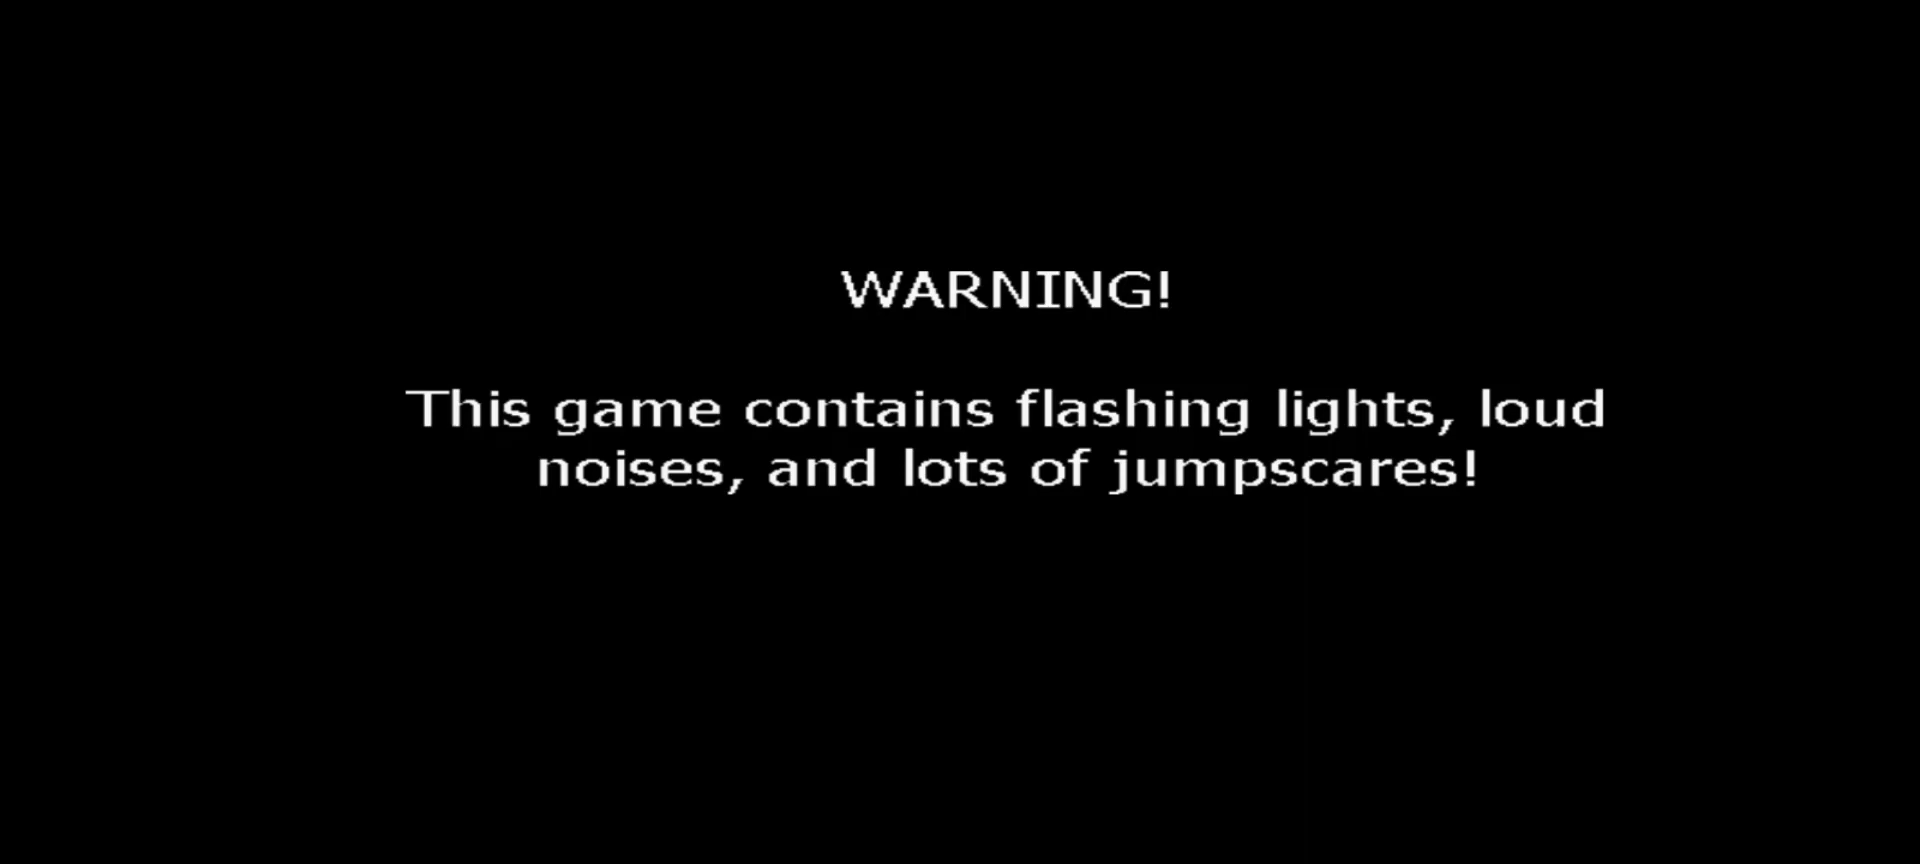 WARNING!
This game contains flashing lights, loud
noises, and lots of jumpscares!